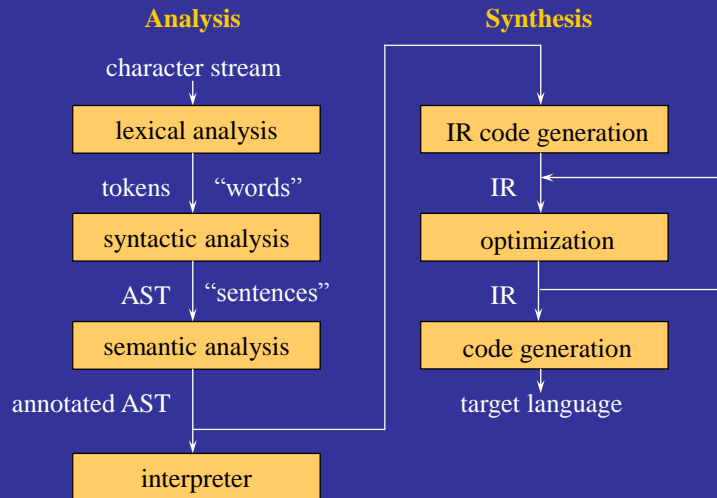 Analysis
character stream
lexical analysis
tokens “words”
syntactic analysis
AST “sentences”
semantic analysis
annotated AST
interpreter
Synthesis
IR code generation
IR
optimization
IR
code generation
target language